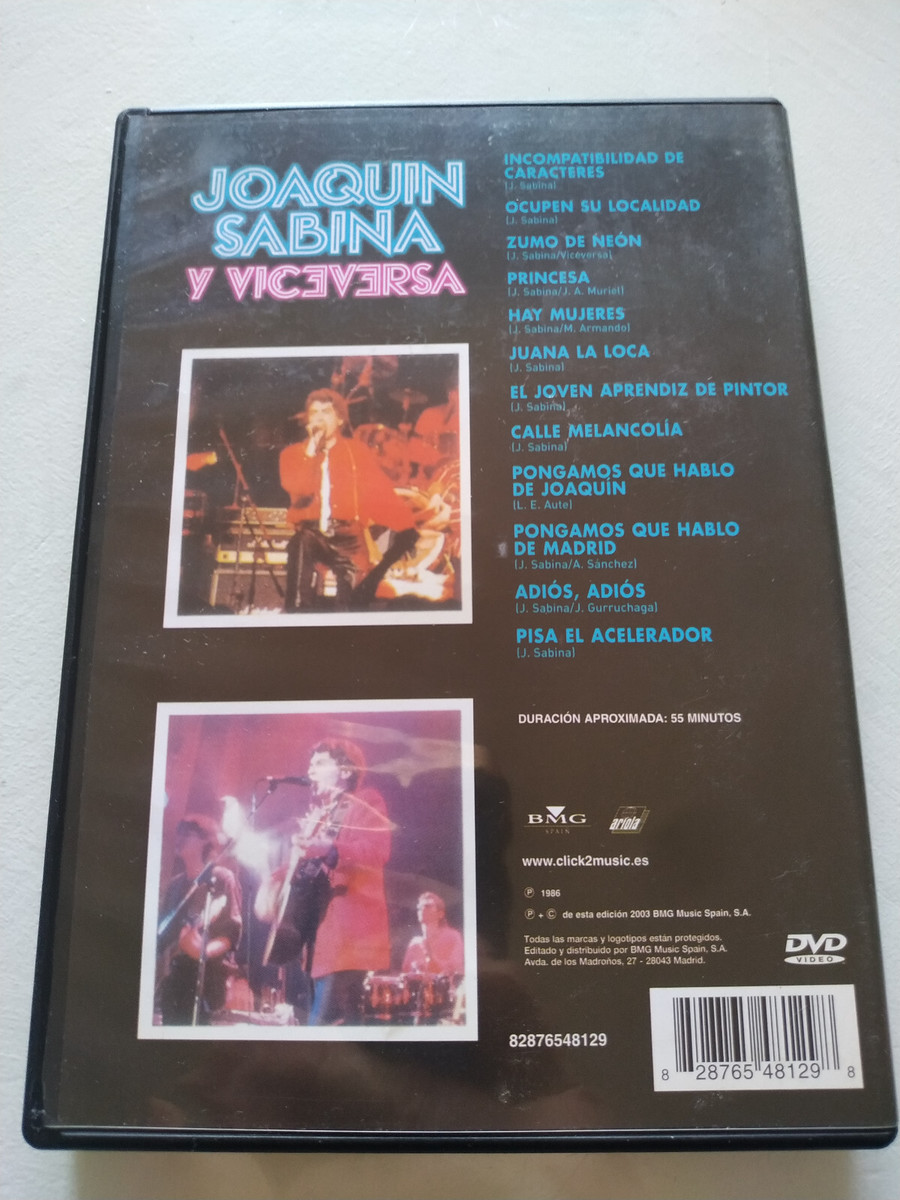 JOAQUIN
SABINA
Y VICEVERSA
INCOMPATIBILIDAD DE
CARACTERES
(J. Sabina)
OCUPEN SU LOCALIDAD
(J. Sabina)
ZUMO DE NEÓN
(J. Sabina/Viceversa)
PRINCESA
(J. Sabina/J. A. Muriel)
HAY MUJERES
(J. Sabina/M. Armando)
JUANA LA LOCA
(J. Sabina)
EL JOVEN APRENDIZ DE PINTOR
(J. Sabina)
CALLE MELANCOLÍA
(J. Sabina)
PONGAMOS QUE HABLO
DE JOAQUÍN
(L. E. Aute)
PONGAMOS QUE HABLO
DE MADRID
(J. Sabina/A. Sánchez)
ADIÓS, ADIÓS
(J. Sabina/J. Gurruchaga)
PISA EL ACELERADOR
(J. Sabina)
DURACIÓN APROXIMADA: 55 MINUTOS
BMG
SPAIN
ariola
www.click2music.es
Ⓟ 1986
Ⓟ + © de esta edición 2003 BMG Music Spain, S.A.
Todas las marcas y logotipos están protegidos.
Editado y distribuido por BMG Music Spain, S.A.
Avda. de los Madroños, 27 - 28043 Madrid.
DVD
VIDEO
82876548129
8 28765 48129 8